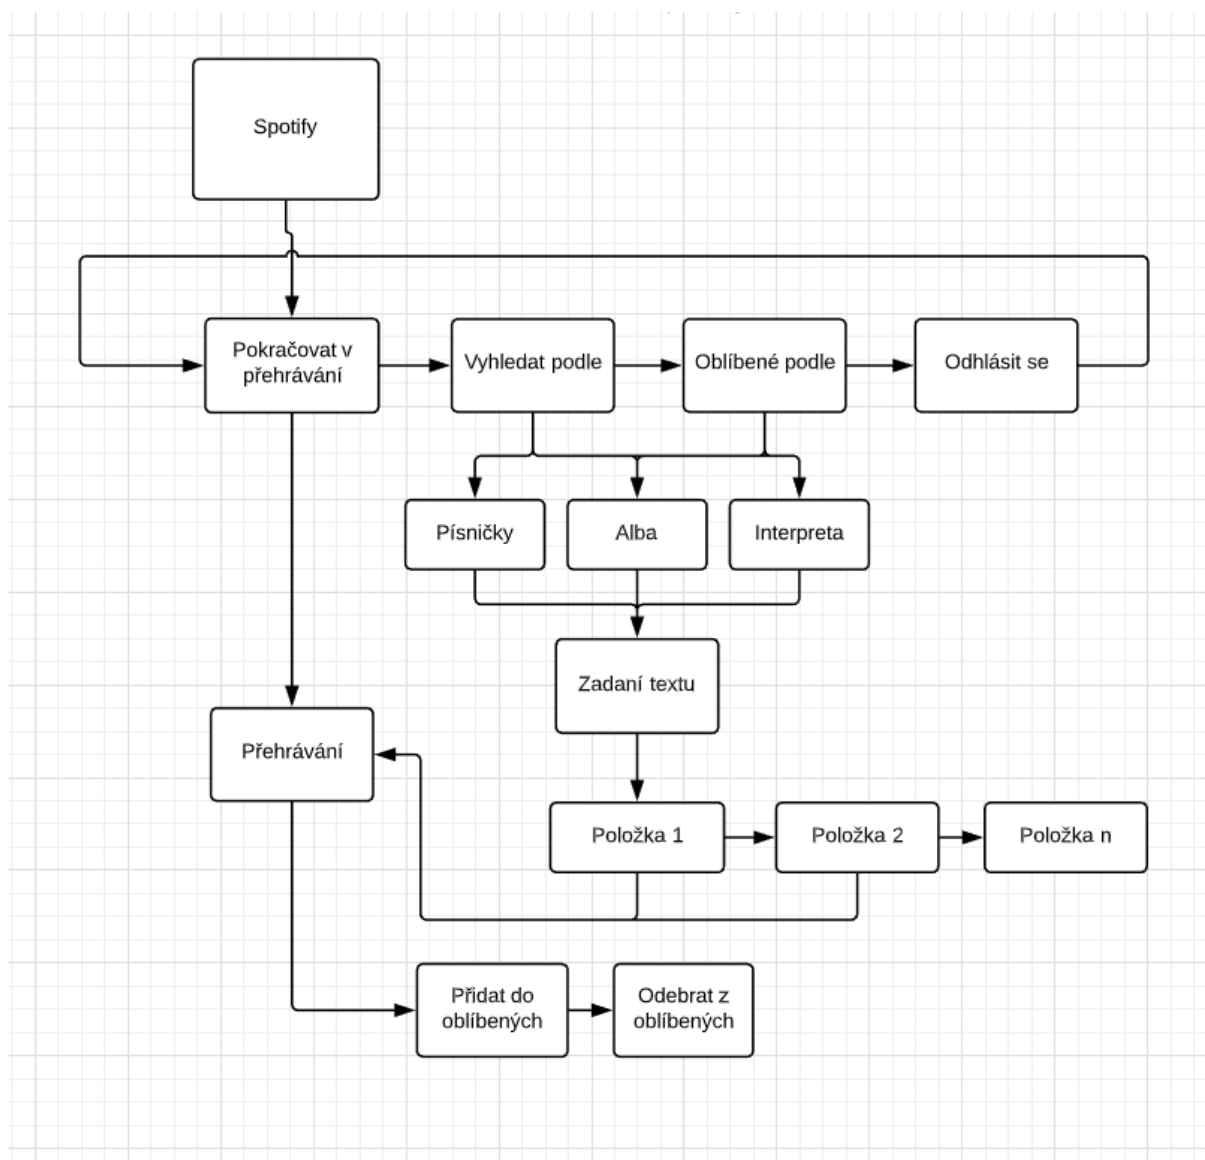 Spotify
Pokračovat v
přehrávání
Vyhledat podle
Oblíbené podle
Odhlásit se
Písničky
Alba
Interpreta
Zadaní textu
Přehrávání
Položka 1
Položka 2
Položka n
Přidat do
oblíbených
Odebrat z
oblíbených